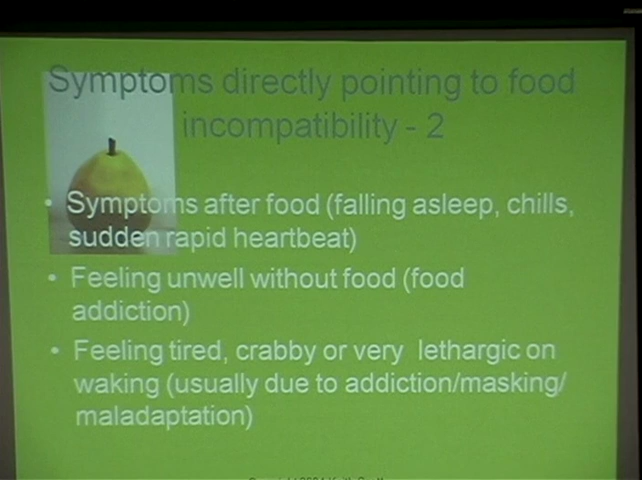 Symptoms directly pointing to food
incompatibility - 2
• Symptoms after food (falling asleep, chills,
sudden rapid heartbeat)
• Feeling unwell without food (food
addiction)
• Feeling tired, crabby or very lethargic on
waking (usually due to addiction/masking/
maladaptation)